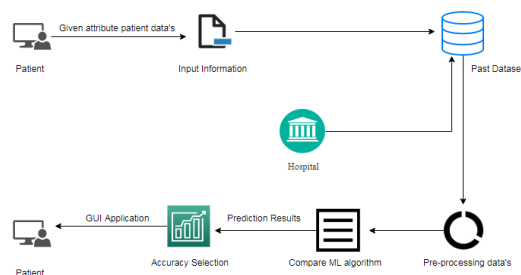 Given attribute patient data's
Patient
Input Information
Past Datase
Hospital
GUI Application
Prediction Results
Patient
Accuracy Selection
Compare ML algorithm
Pre-processing data's